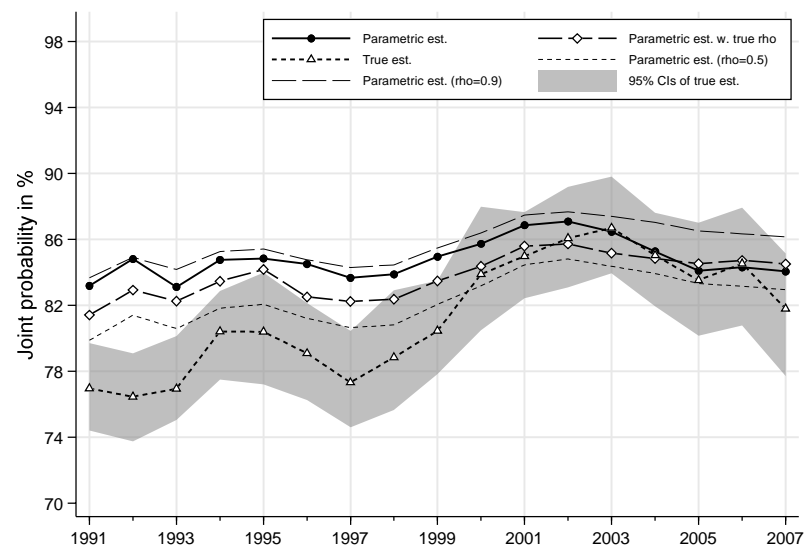 Parametric est.
Parametric est. w. true rho
True est.
Parametric est. (rho=0.5)
Parametric est. (rho=0.9)
95% CIs of true est.
Joint probability in %
98
94
90
86
82
78
74
70
1991 1993 1995 1997 1999 2001 2003 2005 2007